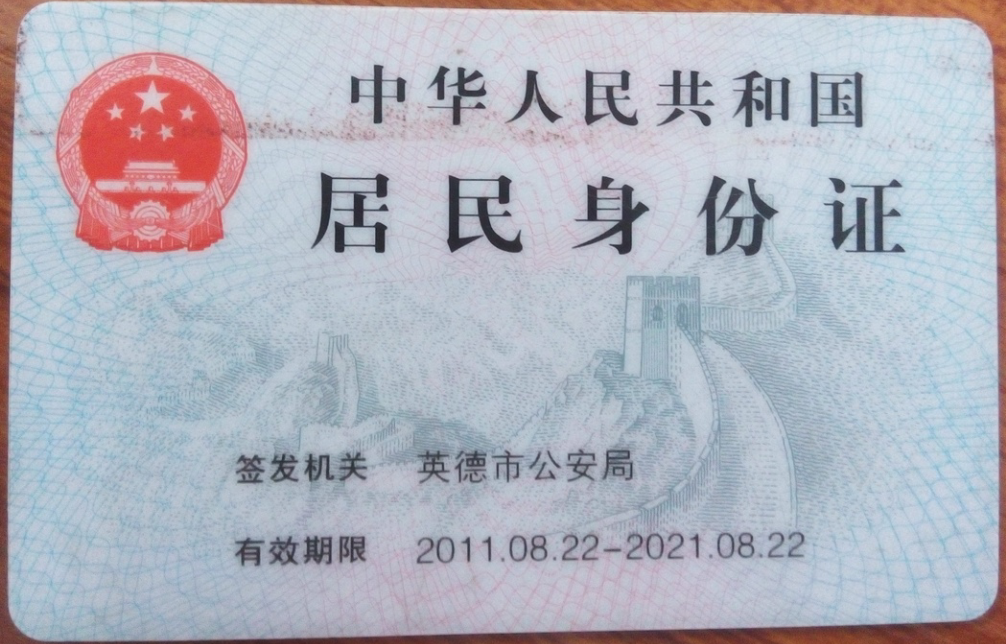 中华人民共和国
居民身份证
签发机关 英德市公安局
有效期限 2011.08.22-2021.08.22